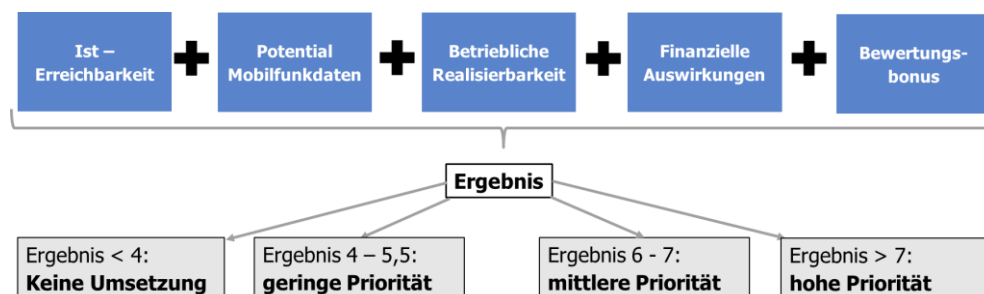 Ist –
Erreichbarkeit
Potential
Mobilfunkdaten
Betriebliche
Realisierbarkeit
Finanzielle
Auswirkungen
Bewertungs-
bonus
Ergebnis
Ergebnis < 4:
Keine Umsetzung
Ergebnis 4 – 5,5:
geringe Priorität
Ergebnis 6 - 7:
mittlere Priorität
Ergebnis > 7:
hohe Priorität